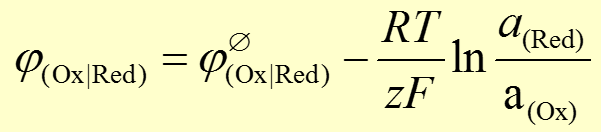 φ(Ox|Red) = φ∅(Ox|Red) − RT/zF ln a(Red)/a(Ox)